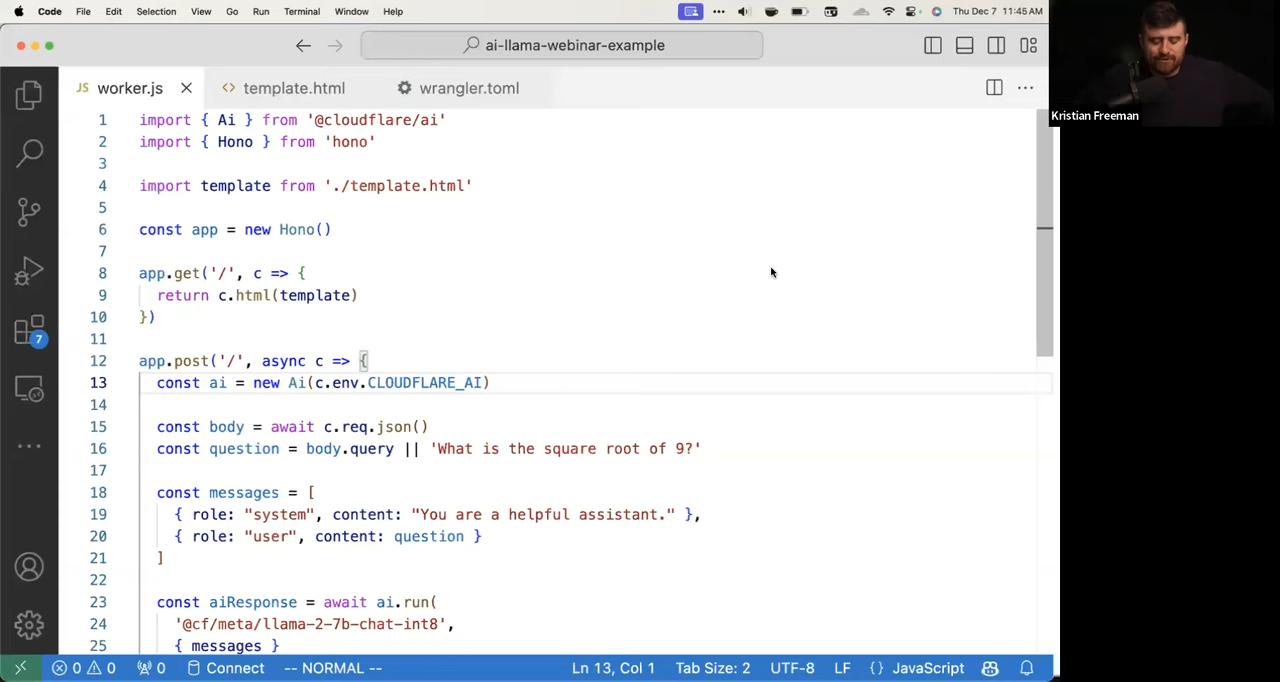 Code File Edit Selection View Go Run Terminal Window Help Thu Dec 7 11:45 AM
ai-llama-webinar-example
JS worker.js template.html wrangler.toml
1 import { Ai } from '@cloudflare/ai'
2 import { Hono } from 'hono'
3
4 import template from './template.html'
5
6 const app = new Hono()
7
8 app.get('/', c => {
9 return c.html(template)
10 })
11
12 app.post('/', async c => {
13 const ai = new Ai(c.env.CLOUDFLARE_AI)
14
15 const body = await c.req.json()
16 const question = body.query || 'What is the square root of 9?'
17
18 const messages = [
19 { role: "system", content: "You are a helpful assistant." },
20 { role: "user", content: question }
21 ]
22
23 const aiResponse = await ai.run(
24 '@cf/meta/llama-2-7b-chat-int8',
25 { messages }
7
0 0 0 Connect -- NORMAL -- Ln 13, Col 1 Tab Size: 2 UTF-8 LF {} JavaScript
Kristian Freeman